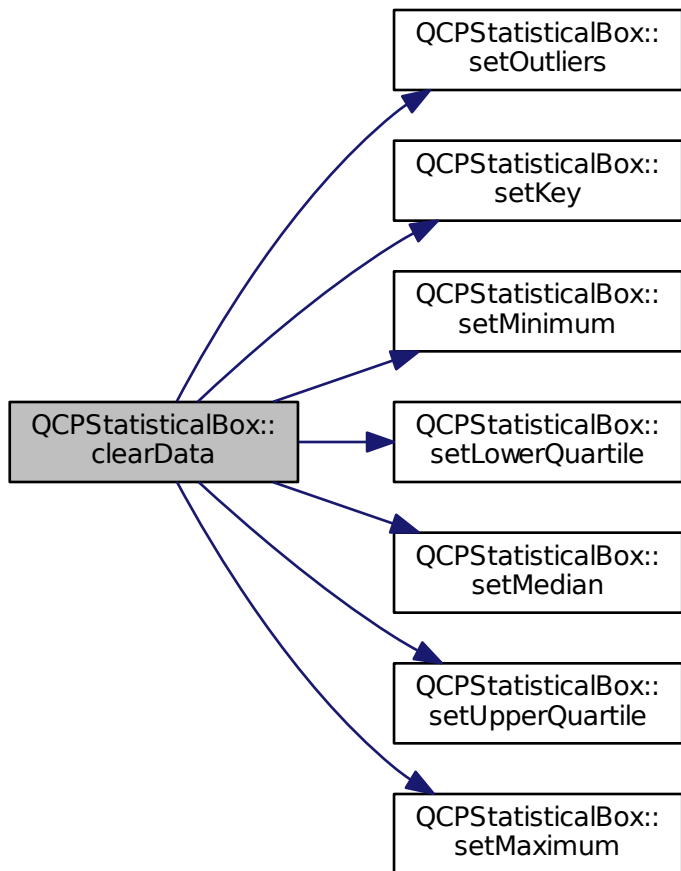 QCPStatisticalBox::
setOutliers
QCPStatisticalBox::
setKey
QCPStatisticalBox::
setMinimum
QCPStatisticalBox::
clearData
QCPStatisticalBox::
setLowerQuartile
QCPStatisticalBox::
setMedian
QCPStatisticalBox::
setUpperQuartile
QCPStatisticalBox::
setMaximum